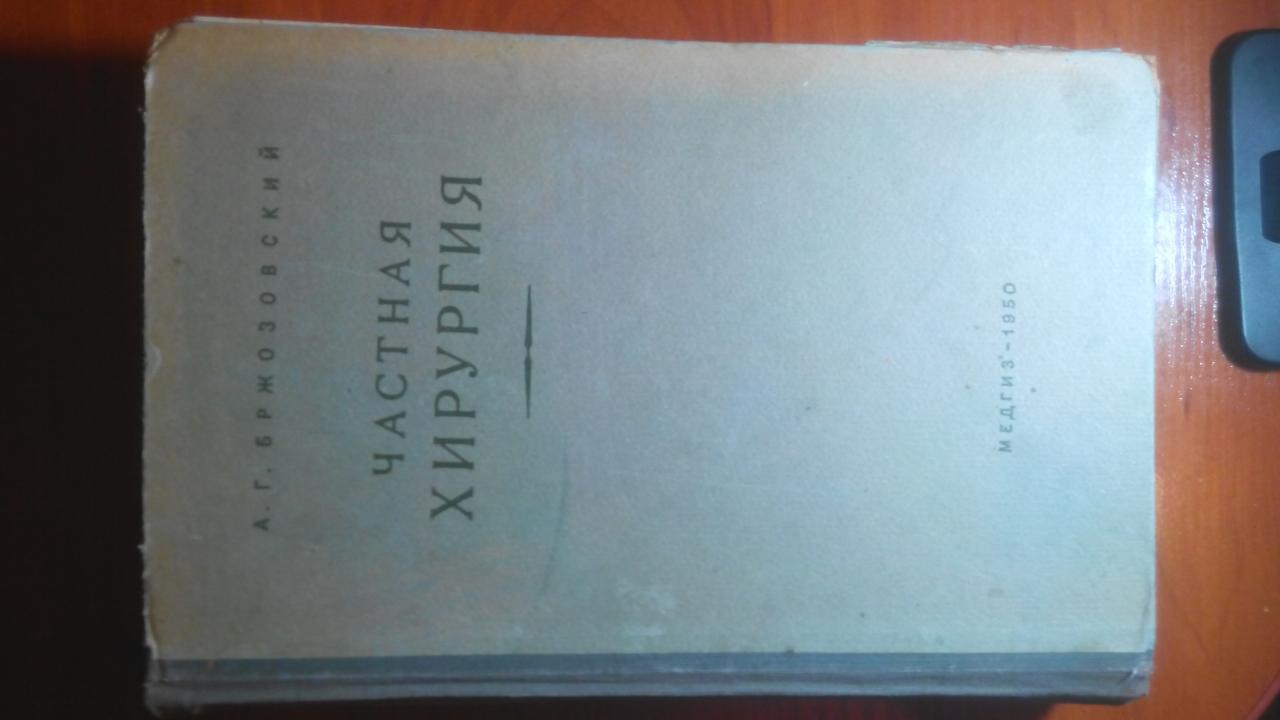 А. Г. БРЖОЗОВСКИЙ
ЧАСТНАЯ
ХИРУРГИЯ
МЕДГИЗ-1950